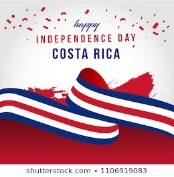 happy
INDEPENDENCE DAY
COSTA RICA
shutterstock.com • 1106919083